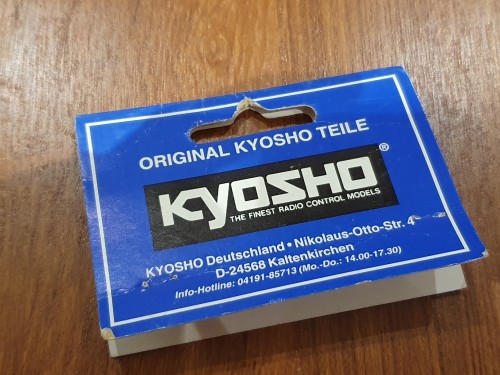 ORIGINAL KYOSHO TEILE
KYOSHO®
THE FINEST RADIO CONTROL MODELS
KYOSHO Deutschland • Nikolaus-Otto-Str. 4
D-24568 Kaltenkirchen
Info-Hotline: 04191-85713 (Mo.-Do.: 14.00-17.30)